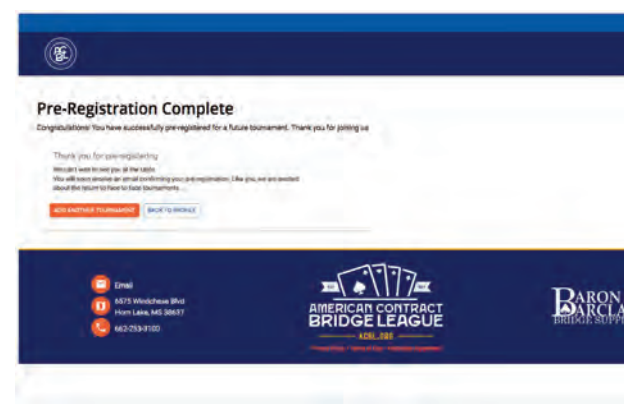 Pre-Registration Complete
Congratulations! You have successfully pre-registered for a future tournament. Thank you for joining us
Thank you for pre-registering
We can't wait to see you at the table.
You will soon receive an email confirming your pre-registration. Like you, we are excited
about the return to face to face tournaments
ADD ANOTHER TOURNAMENT
BACK TO PROFILE
Email
6575 Windchase Blvd
Horn Lake, MS 38637
662-253-3100
AMERICAN CONTRACT
BRIDGE LEAGUE
BARON
BARCLA
BRIDGE SUPPL